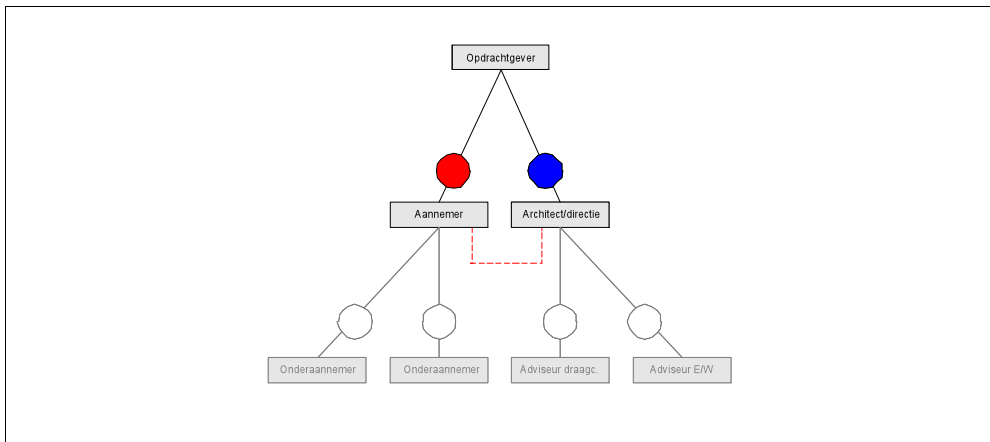 Opdrachtgever
Aannemer
Architect/directie
Onderaannemer
Onderaannemer
Adviseur draagc.
Adviseur E/W